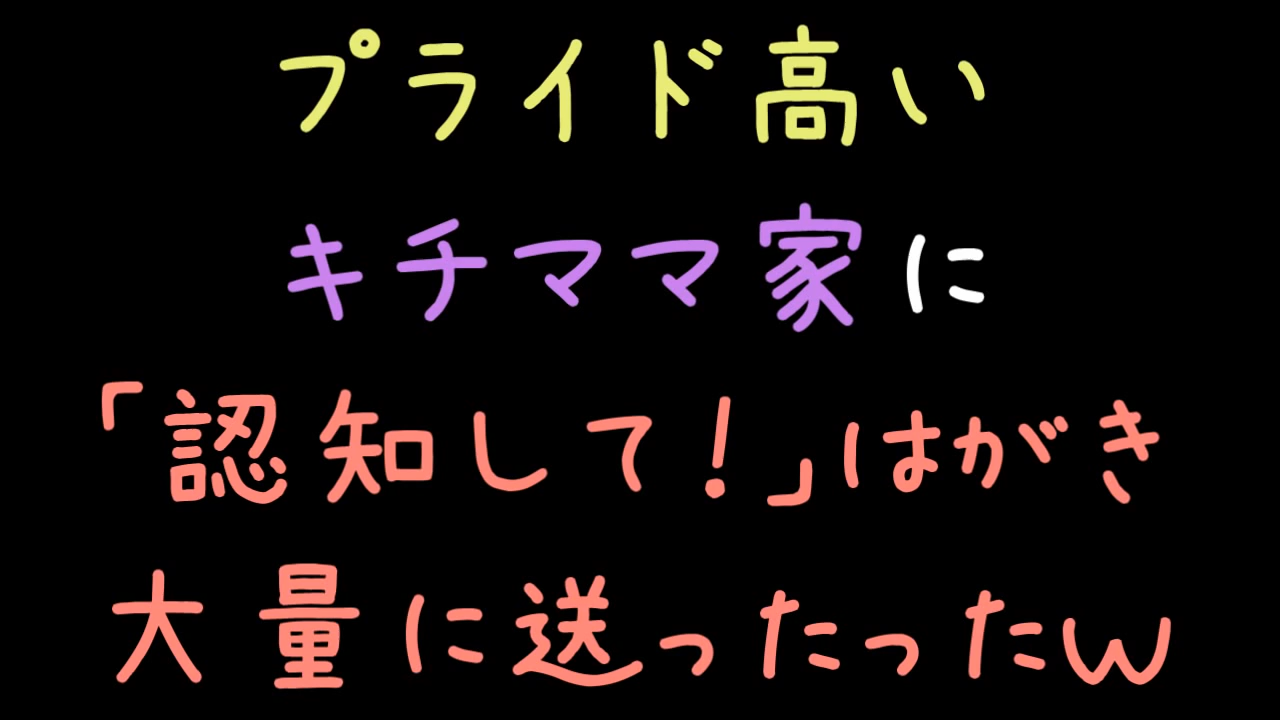 プライド高い
キチママ家に
「認知して!」はがき
大量に送ったったw